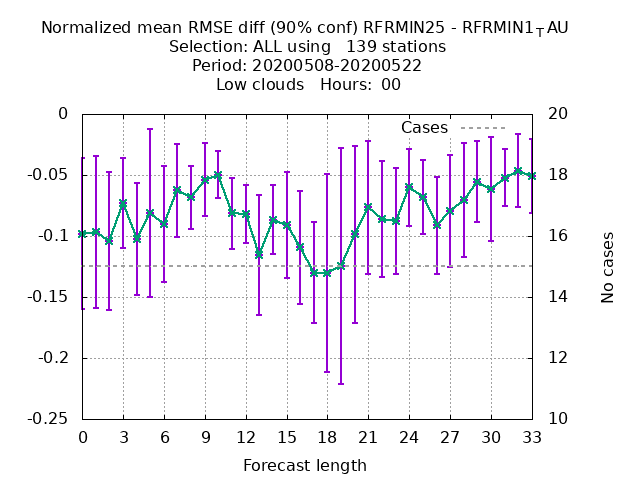 Normalized mean RMSE diff (90% conf) RFRMIN25 - RFRMIN1_TAU
Selection: ALL using   139 stations
Period: 20200508-20200522
Low clouds   Hours:  00
Cases
0
-0.05
-0.1
-0.15
-0.2
-0.25
20
18
16
14
12
10
No cases
0 3 6 9 12 15 18 21 24 27 30 33
Forecast length